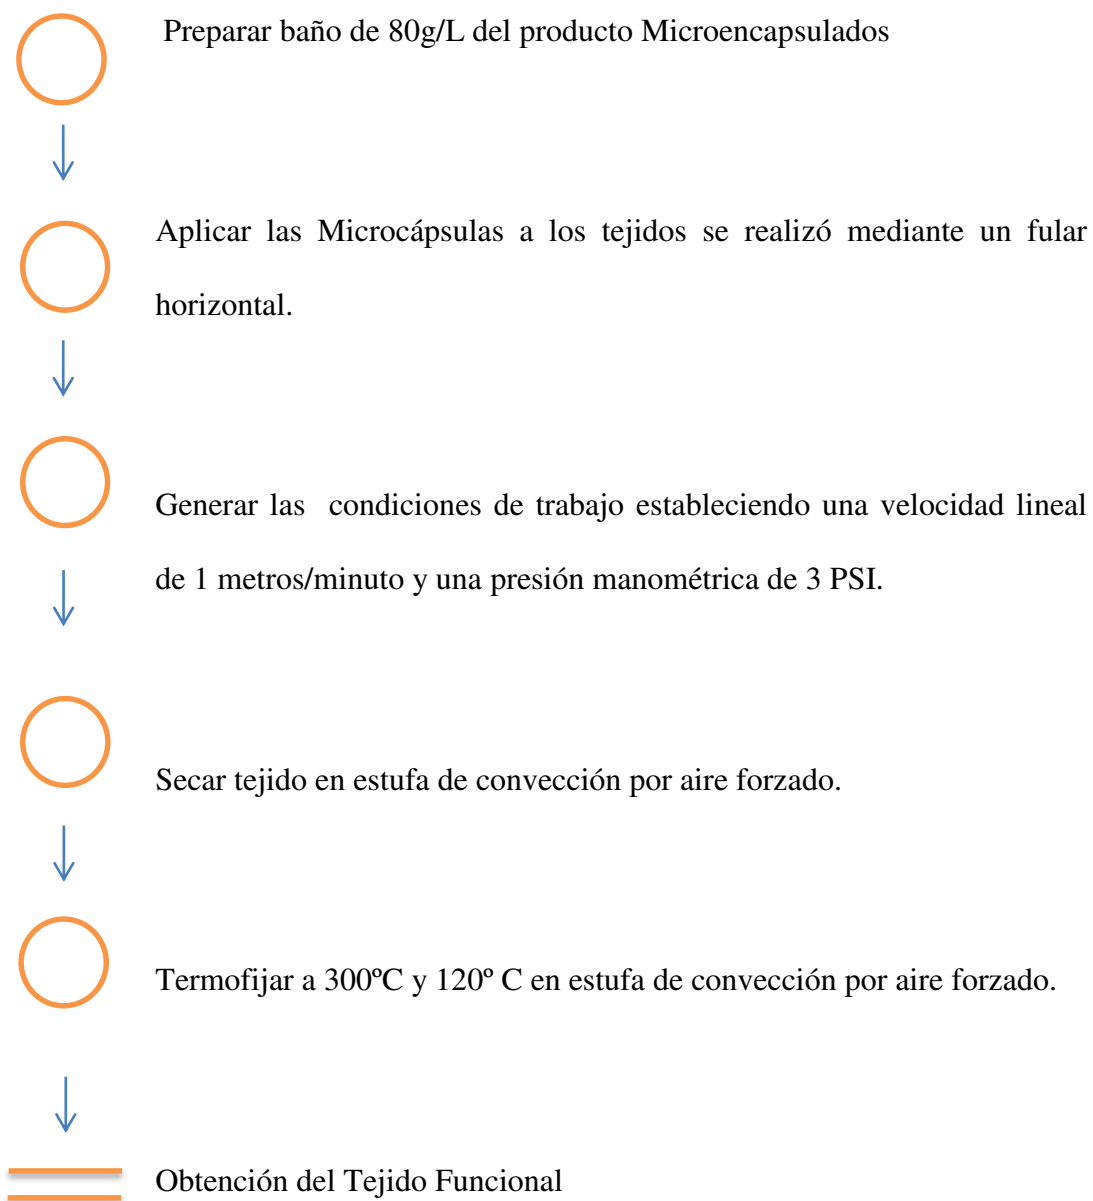 Preparar baño de 80g/L del producto Microencapsulados
Aplicar las Microcápsulas a los tejidos se realizó mediante un fular
horizontal.
Generar las condiciones de trabajo estableciendo una velocidad lineal
de 1 metros/minuto y una presión manométrica de 3 PSI.
Secar tejido en estufa de convección por aire forzado.
Termofijar a 300ºC y 120º C en estufa de convección por aire forzado.
Obtención del Tejido Funcional